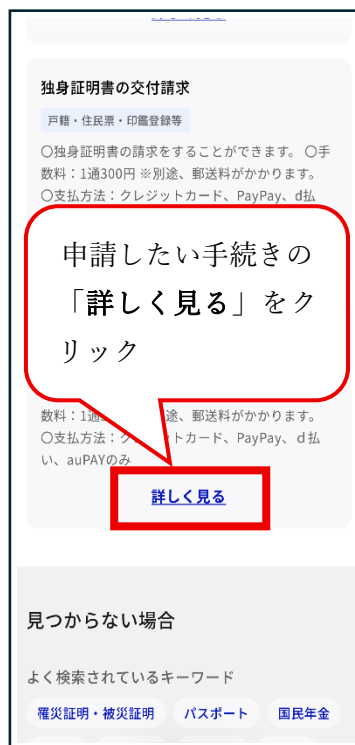 独身証明書の交付請求
戸籍・住民票・印鑑登録等
〇独身証明書の請求をすることができます。 〇手
数料：1通300円 ※別途、郵送料がかかります。
〇支払方法：クレジットカード、PayPay、d払
申請したい手続きの
「詳しく見る」をク
リック
数料：1通 途、郵送料がかかります。
〇支払方法：ク ットカード、PayPay、d払
い、auPAYのみ
詳しく見る
見つからない場合
よく検索されているキーワード
罹災証明・被災証明 パスポート 国民年金